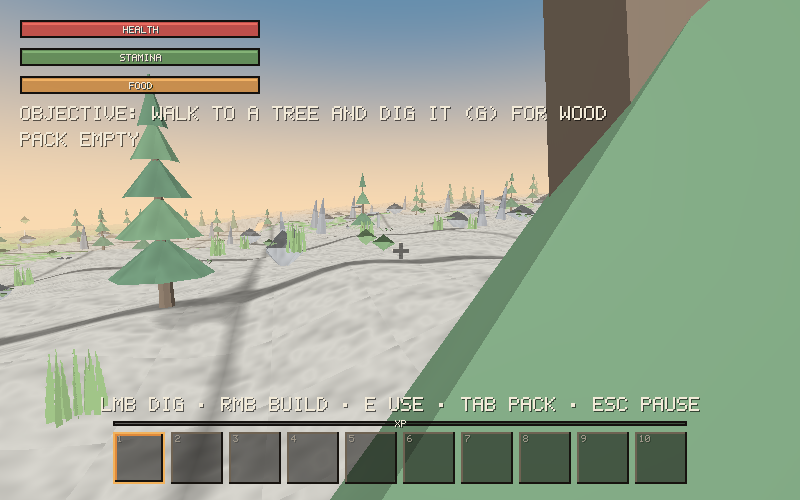 HEALTH
STAMINA
FOOD
OBJECTIVE: WALK TO A TREE AND DIG IT (G) FOR WOOD
PACK EMPTY
LMB DIG · RMB BUILD · E USE · TAB PACK · ESC PAUSE
XP
1 2 3 4 5 6 7 8 9 10